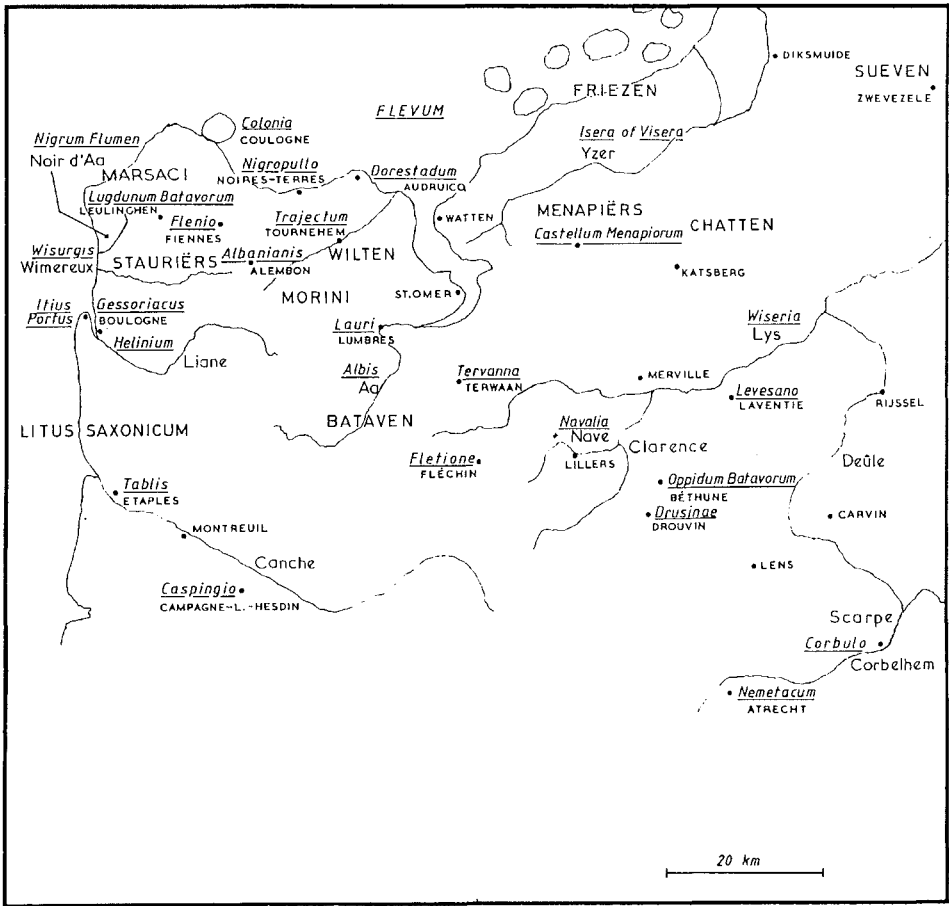 DIKSMUIDE
SUEVEN
ZWEVEZELE
FRIEZEN
FLEVUM
Colonia
COULOGNE
Nigrum Flumen
Noir d'Aa
MARSACI
Isera of Visera
Yzer
Nigropullo
NOIRES-TERRES
Dorestadum
AUDRUICQ
Lugdunum Batavorum
LEULINGHEN
Flenio
FIENNES
Trajectum
TOURNEHEM
WATTEN
MENAPIËRS
CHATTEN
Castellum Menapiorum
Wisurgis
Wimereux
STAURIËRS
Albanianis
ALEMBON
WILTEN
KATSBERG
MORINI
ST.OMER
Itius
Portus
Gessoriacus
BOULOGNE
Helinium
Lauri
LUMBRES
Wiseria
Lys
Liane
Albis
Aa
Tervanna
TERWAAN
MERVILLE
Levesano
LAVENTIE
RIJSSEL
LITUS SAXONICUM
BATAVEN
Navalia
Nave
LILLERS
Clarence
Fletione
FLÉCHIN
Deûle
Tablis
ETAPLES
Oppidum Batavorum
BÉTHUNE
Drusinae
DROUVIN
CARVIN
MONTREUIL
Canche
LENS
Caspingio
CAMPAGNE-L.-HESDIN
Scarpe
Corbulo
Corbelhem
Nemetacum
ATRECHT
20 km